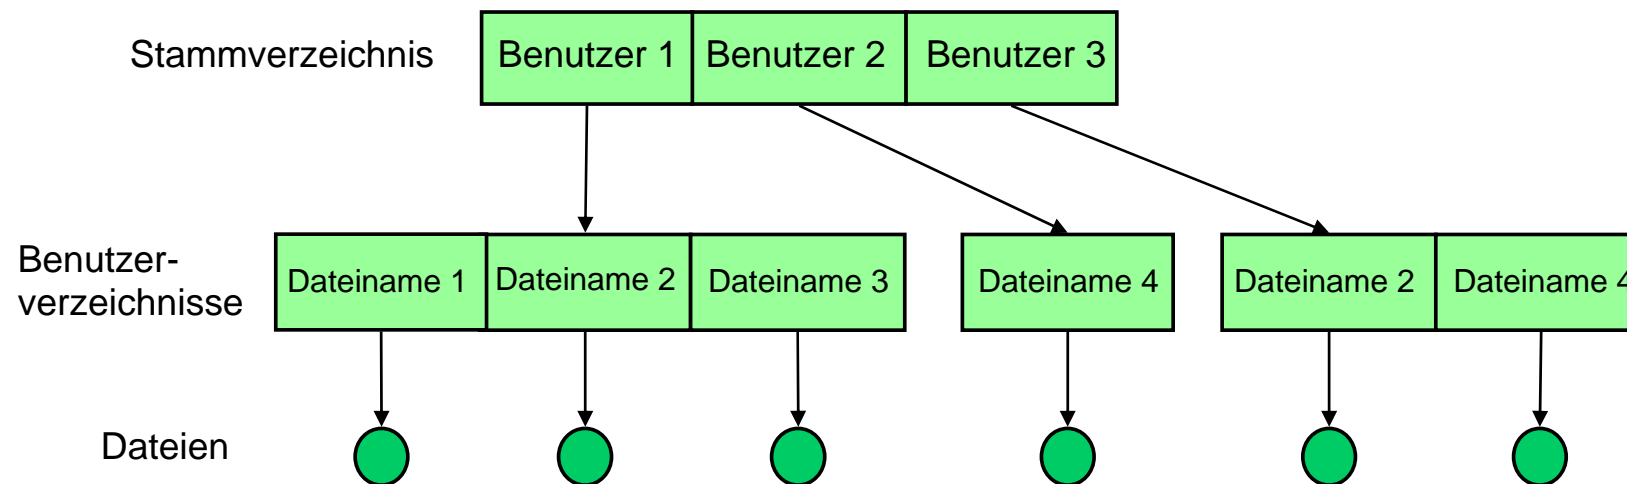 Stammverzeichnis
Benutzer 1
Benutzer 2
Benutzer 3
Benutzer-
verzeichnisse
Dateiname 1
Dateiname 2
Dateiname 3
Dateiname 4
Dateiname 2
Dateiname 4
Dateien